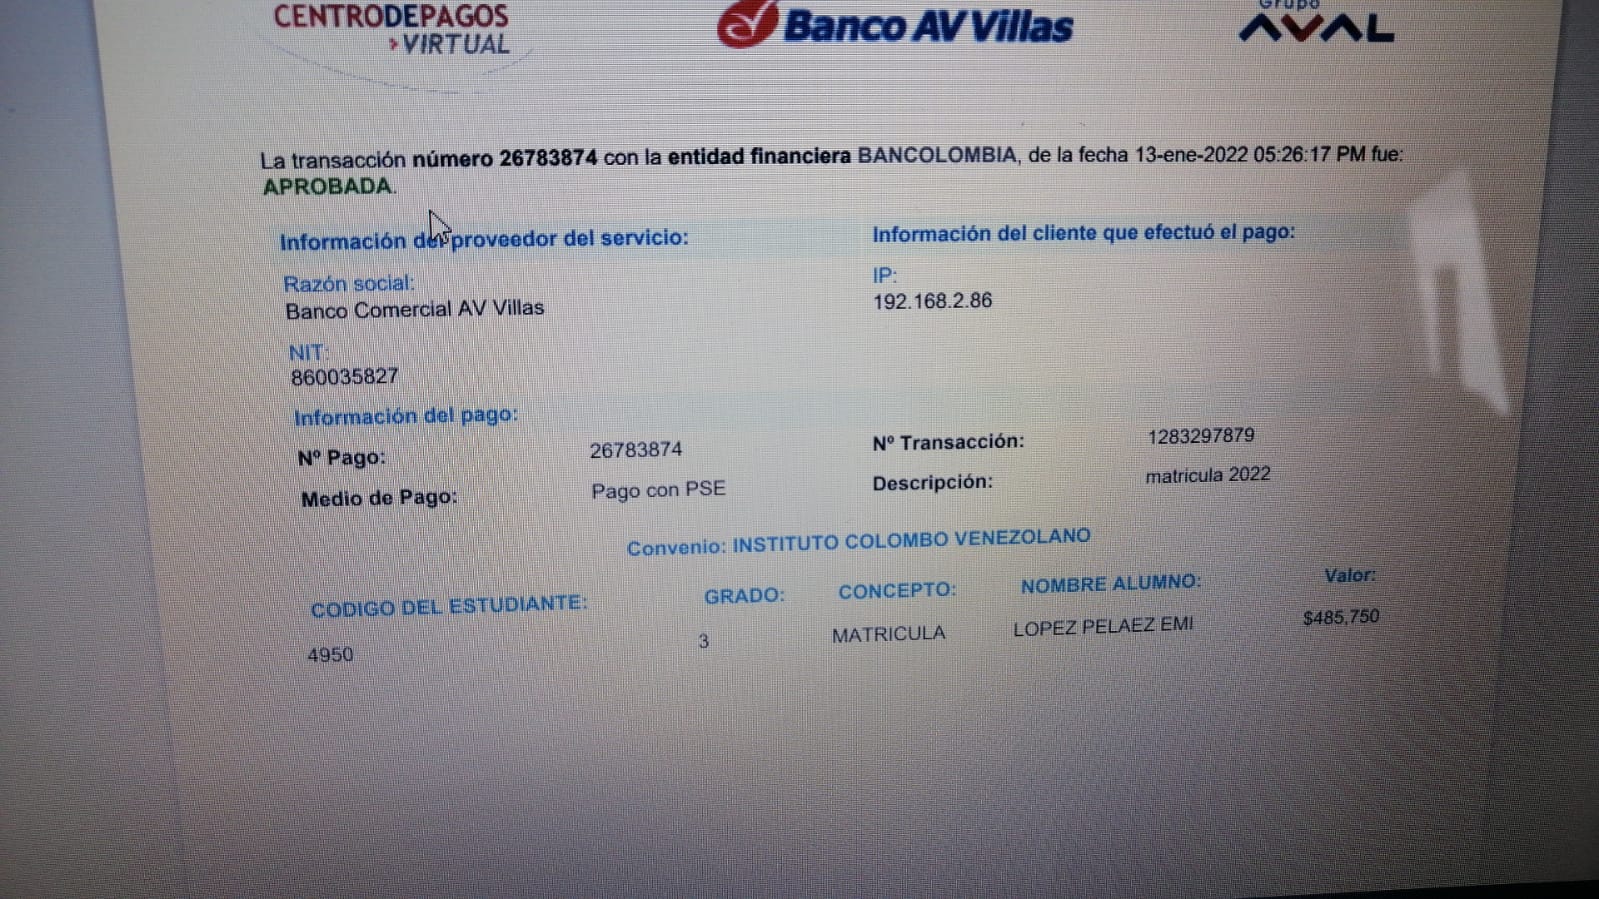 CENTRODEPAGOS
VIRTUAL
Banco AV Villas
Grupo
AVAL
La transacción número 26783874 con la entidad financiera BANCOLOMBIA, de la fecha 13-ene-2022 05:26:17 PM fue:
APROBADA.
Información del proveedor del servicio:
Información del cliente que efectuó el pago:
Razón social:
Banco Comercial AV Villas
IP:
192.168.2.86
NIT:
860035827
Información del pago:
Nº Pago: 26783874 Nº Transacción: 1283297879
Medio de Pago: Pago con PSE Descripción: matricula 2022
Convenio: INSTITUTO COLOMBO VENEZOLANO
CODIGO DEL ESTUDIANTE: GRADO: CONCEPTO: NOMBRE ALUMNO: Valor:
4950 3 MATRICULA LOPEZ PELAEZ EMI $485,750